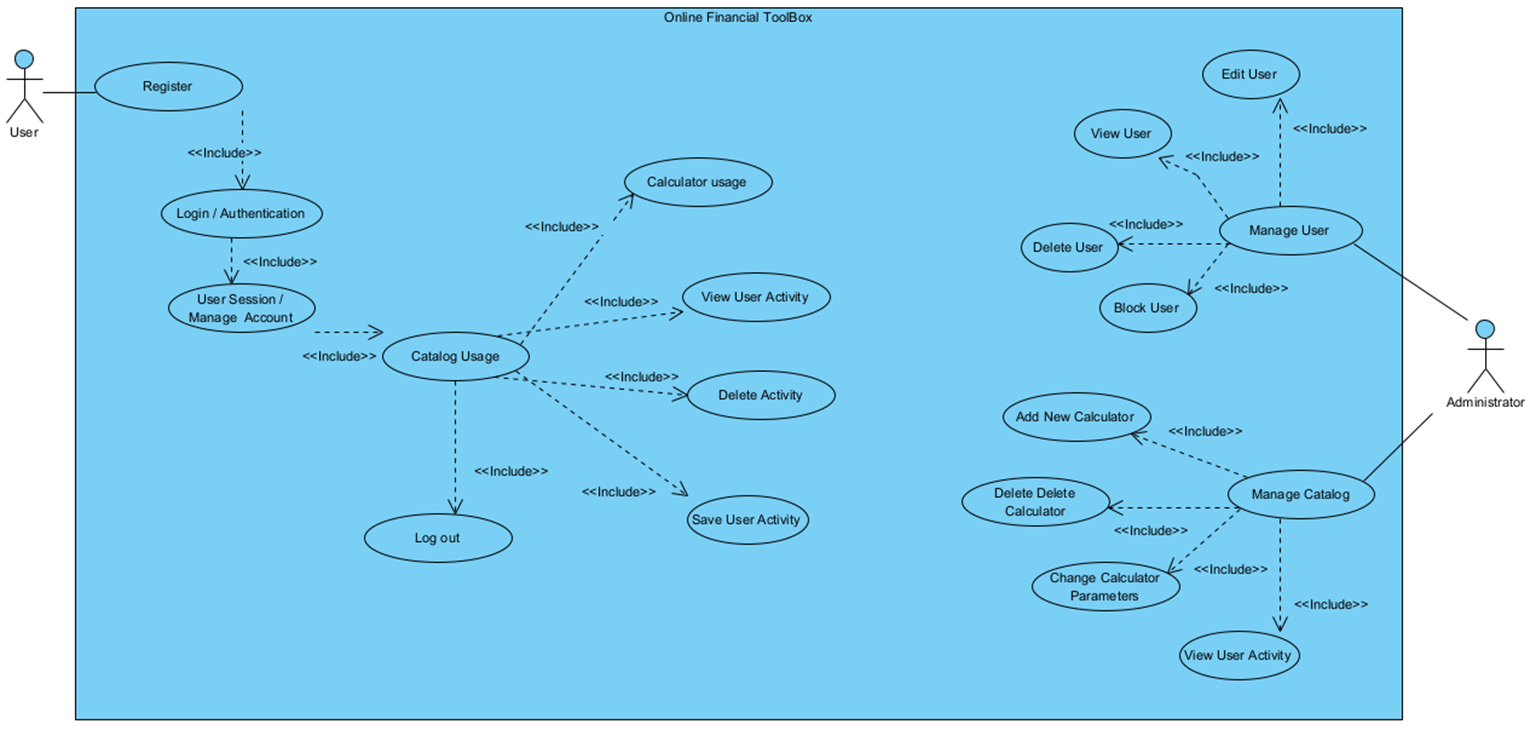 Online Financial ToolBox
User
Register
<<Include>>
Login / Authentication
<<Include>>
User Session /
Manage Account
<<Include>>
Catalog Usage
<<Include>>
Calculator usage
<<Include>>
View User Activity
<<Include>>
Delete Activity
<<Include>>
Save User Activity
<<Include>>
Log out
Edit User
<<Include>>
View User
<<Include>>
Delete User
<<Include>>
Block User
<<Include>>
Manage User
Administrator
Add New Calculator
<<Include>>
Manage Catalog
Delete Delete
Calculator
<<Include>>
Change Calculator
Parameters
<<Include>>
<<Include>>
View User Activity